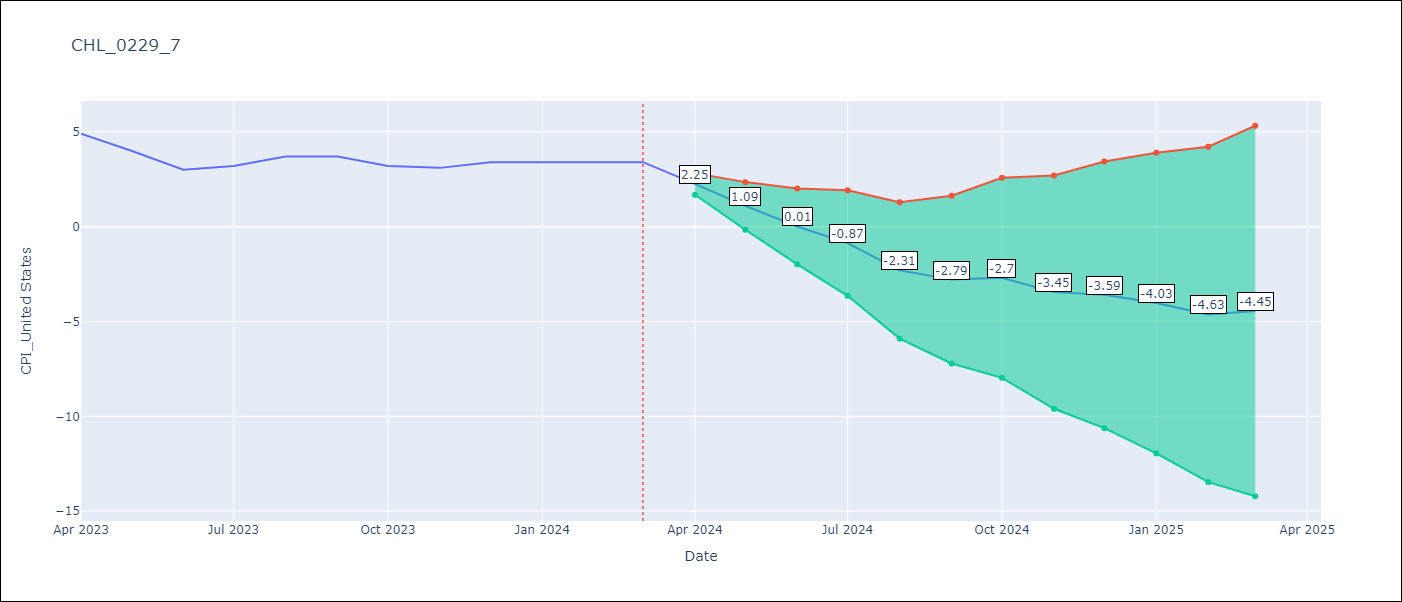 CHL_0229_7
5
0
−5
−10
−15
CPI_United States
2.25
1.09
0.01
-0.87
-2.31
-2.79
-2.7
-3.45
-3.59
-4.03
-4.63
-4.45
Apr 2023
Jul 2023
Oct 2023
Jan 2024
Apr 2024
Jul 2024
Oct 2024
Jan 2025
Apr 2025
Date